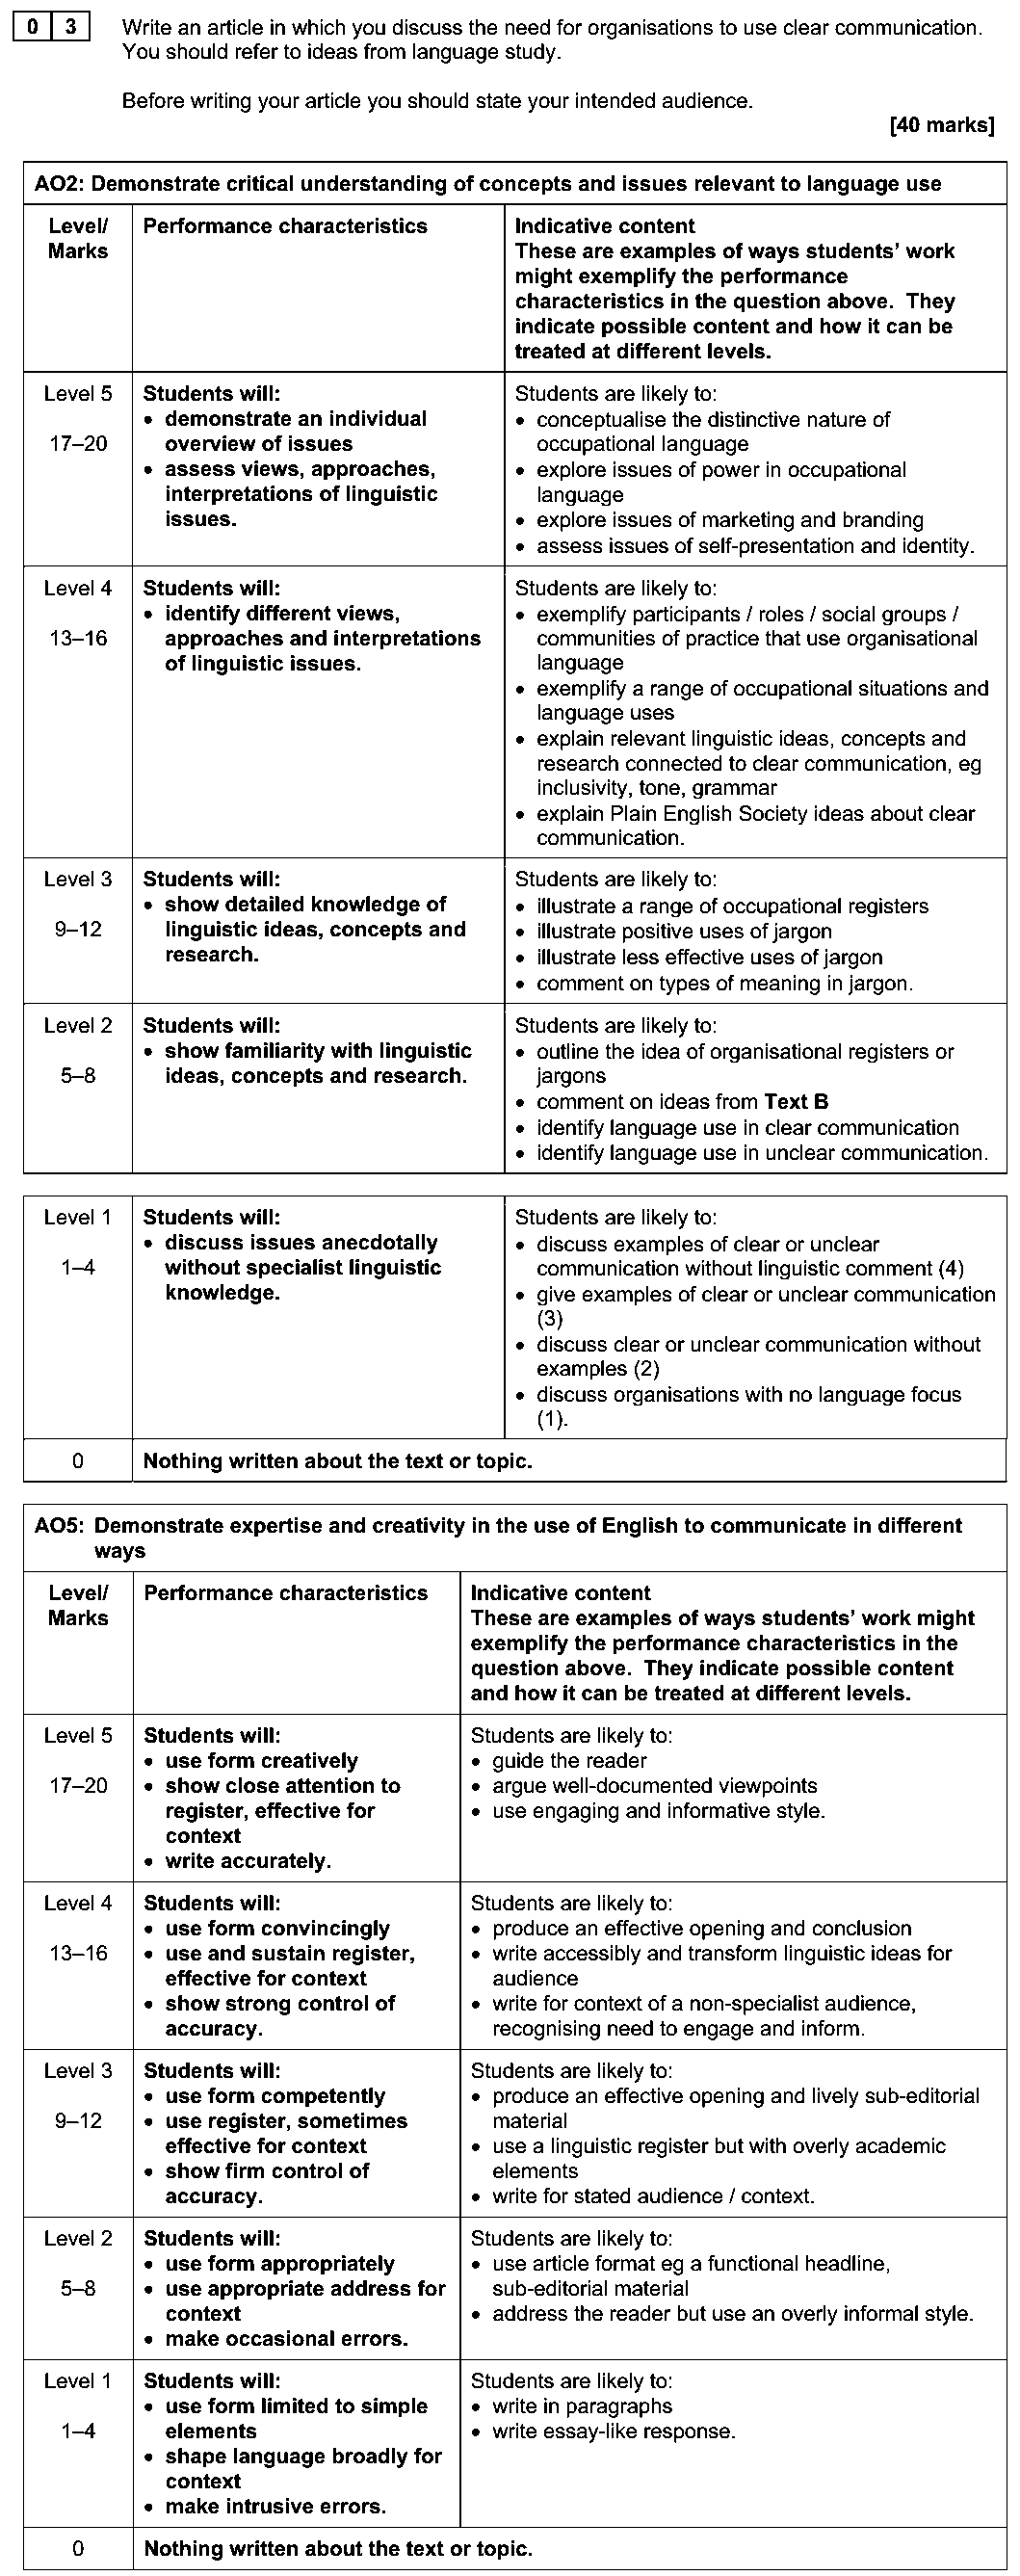 0 3 Write an article in which you discuss the need for organisations to use clear communication.
You should refer to ideas from language study.
Before writing your article you should state your intended audience.
[40 marks]
AO2: Demonstrate critical understanding of concepts and issues relevant to language use
Level/
Marks
Performance characteristics
Indicative content
These are examples of ways students' work
might exemplify the performance
characteristics in the question above. They
indicate possible content and how it can be
treated at different levels.
Level 5
17–20
Students will:
• demonstrate an individual
overview of issues
• assess views, approaches,
interpretations of linguistic
issues.
Students are likely to:
• conceptualise the distinctive nature of
occupational language
• explore issues of power in occupational
language
• explore issues of marketing and branding
• assess issues of self-presentation and identity.
Level 4
13–16
Students will:
• identify different views,
approaches and interpretations
of linguistic issues.
Students are likely to:
• exemplify participants / roles / social groups /
communities of practice that use organisational
language
• exemplify a range of occupational situations and
language uses
• explain relevant linguistic ideas, concepts and
research connected to clear communication, eg
inclusivity, tone, grammar
• explain Plain English Society ideas about clear
communication.
Level 3
9–12
Students will:
• show detailed knowledge of
linguistic ideas, concepts and
research.
Students are likely to:
• illustrate a range of occupational registers
• illustrate positive uses of jargon
• illustrate less effective uses of jargon
• comment on types of meaning in jargon.
Level 2
5–8
Students will:
• show familiarity with linguistic
ideas, concepts and research.
Students are likely to:
• outline the idea of organisational registers or
jargons
• comment on ideas from Text B
• identify language use in clear communication
• identify language use in unclear communication.
Level 1
1–4
Students will:
• discuss issues anecdotally
without specialist linguistic
knowledge.
Students are likely to:
• discuss examples of clear or unclear
communication without linguistic comment (4)
• give examples of clear or unclear communication
(3)
• discuss clear or unclear communication without
examples (2)
• discuss organisations with no language focus
(1).
0
Nothing written about the text or topic.
AO5: Demonstrate expertise and creativity in the use of English to communicate in different
ways
Level/
Marks
Performance characteristics
Indicative content
These are examples of ways students' work might
exemplify the performance characteristics in the
question above. They indicate possible content
and how it can be treated at different levels.
Level 5
17–20
Students will:
• use form creatively
• show close attention to
register, effective for
context
• write accurately.
Students are likely to:
• guide the reader
• argue well-documented viewpoints
• use engaging and informative style.
Level 4
13–16
Students will:
• use form convincingly
• use and sustain register,
effective for context
• show strong control of
accuracy.
Students are likely to:
• produce an effective opening and conclusion
• write accessibly and transform linguistic ideas for
audience
• write for context of a non-specialist audience,
recognising need to engage and inform.
Level 3
9–12
Students will:
• use form competently
• use register, sometimes
effective for context
• show firm control of
accuracy.
Students are likely to:
• produce an effective opening and lively sub-editorial
material
• use a linguistic register but with overly academic
elements
• write for stated audience / context.
Level 2
5–8
Students will:
• use form appropriately
• use appropriate address for
context
• make occasional errors.
Students are likely to:
• use article format eg a functional headline,
sub-editorial material
• address the reader but use an overly informal style.
Level 1
1–4
Students will:
• use form limited to simple
elements
• shape language broadly for
context
• make intrusive errors.
Students are likely to:
• write in paragraphs
• write essay-like response.
0
Nothing written about the text or topic.